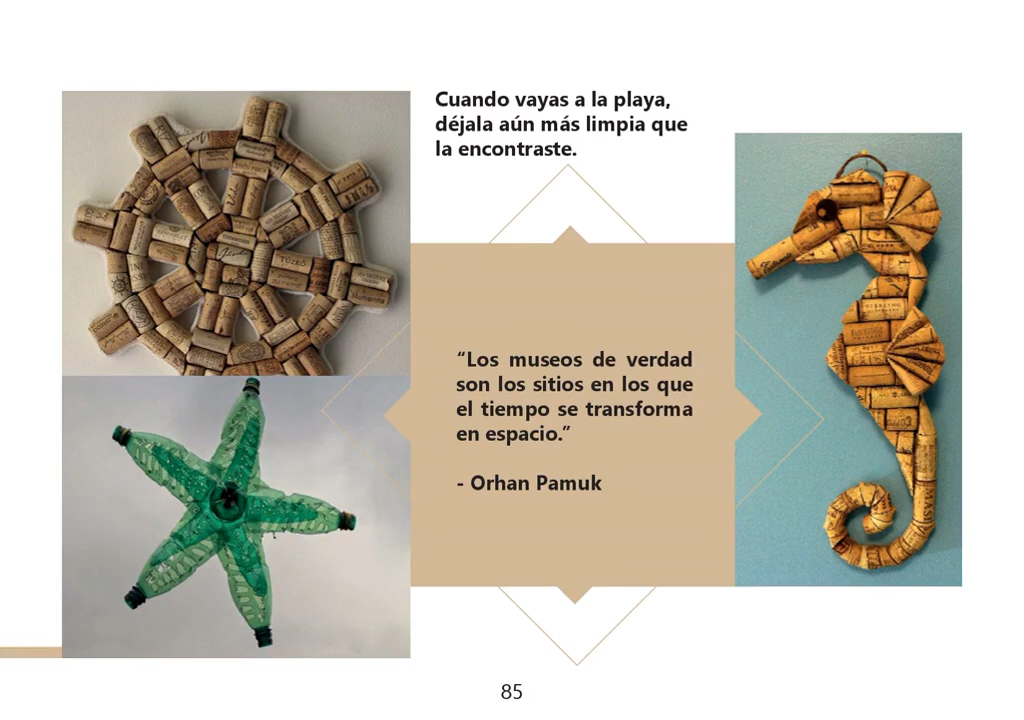 Cuando vayas a la playa,
déjala aún más limpia que
la encontraste.
“Los museos de verdad
son los sitios en los que
el tiempo se transforma
en espacio.”
- Orhan Pamuk
85